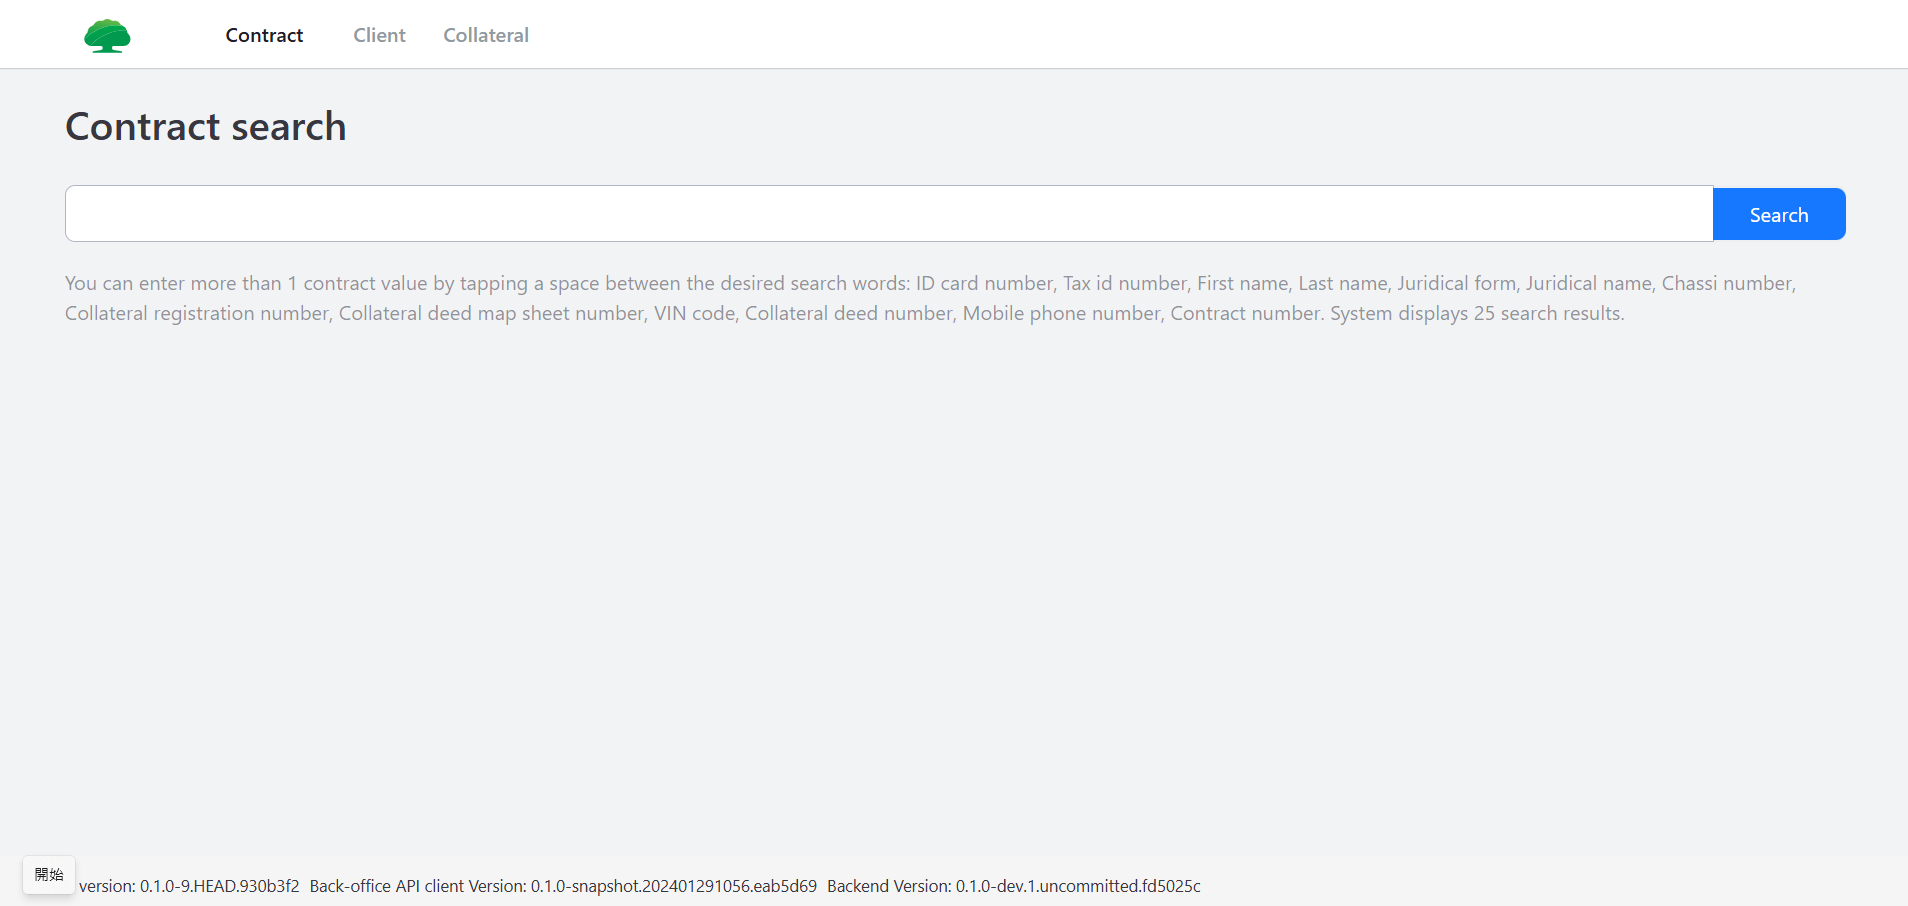 Contract Client Collateral
Contract search
Search
You can enter more than 1 contract value by tapping a space between the desired search words: ID card number, Tax id number, First name, Last name, Juridical form, Juridical name, Chassi number,
Collateral registration number, Collateral deed map sheet number, VIN code, Collateral deed number, Mobile phone number, Contract number. System displays 25 search results.
開始
version: 0.1.0-9.HEAD.930b3f2 Back-office API client Version: 0.1.0-snapshot.202401291056.eab5d69 Backend Version: 0.1.0-dev.1.uncommitted.fd5025c